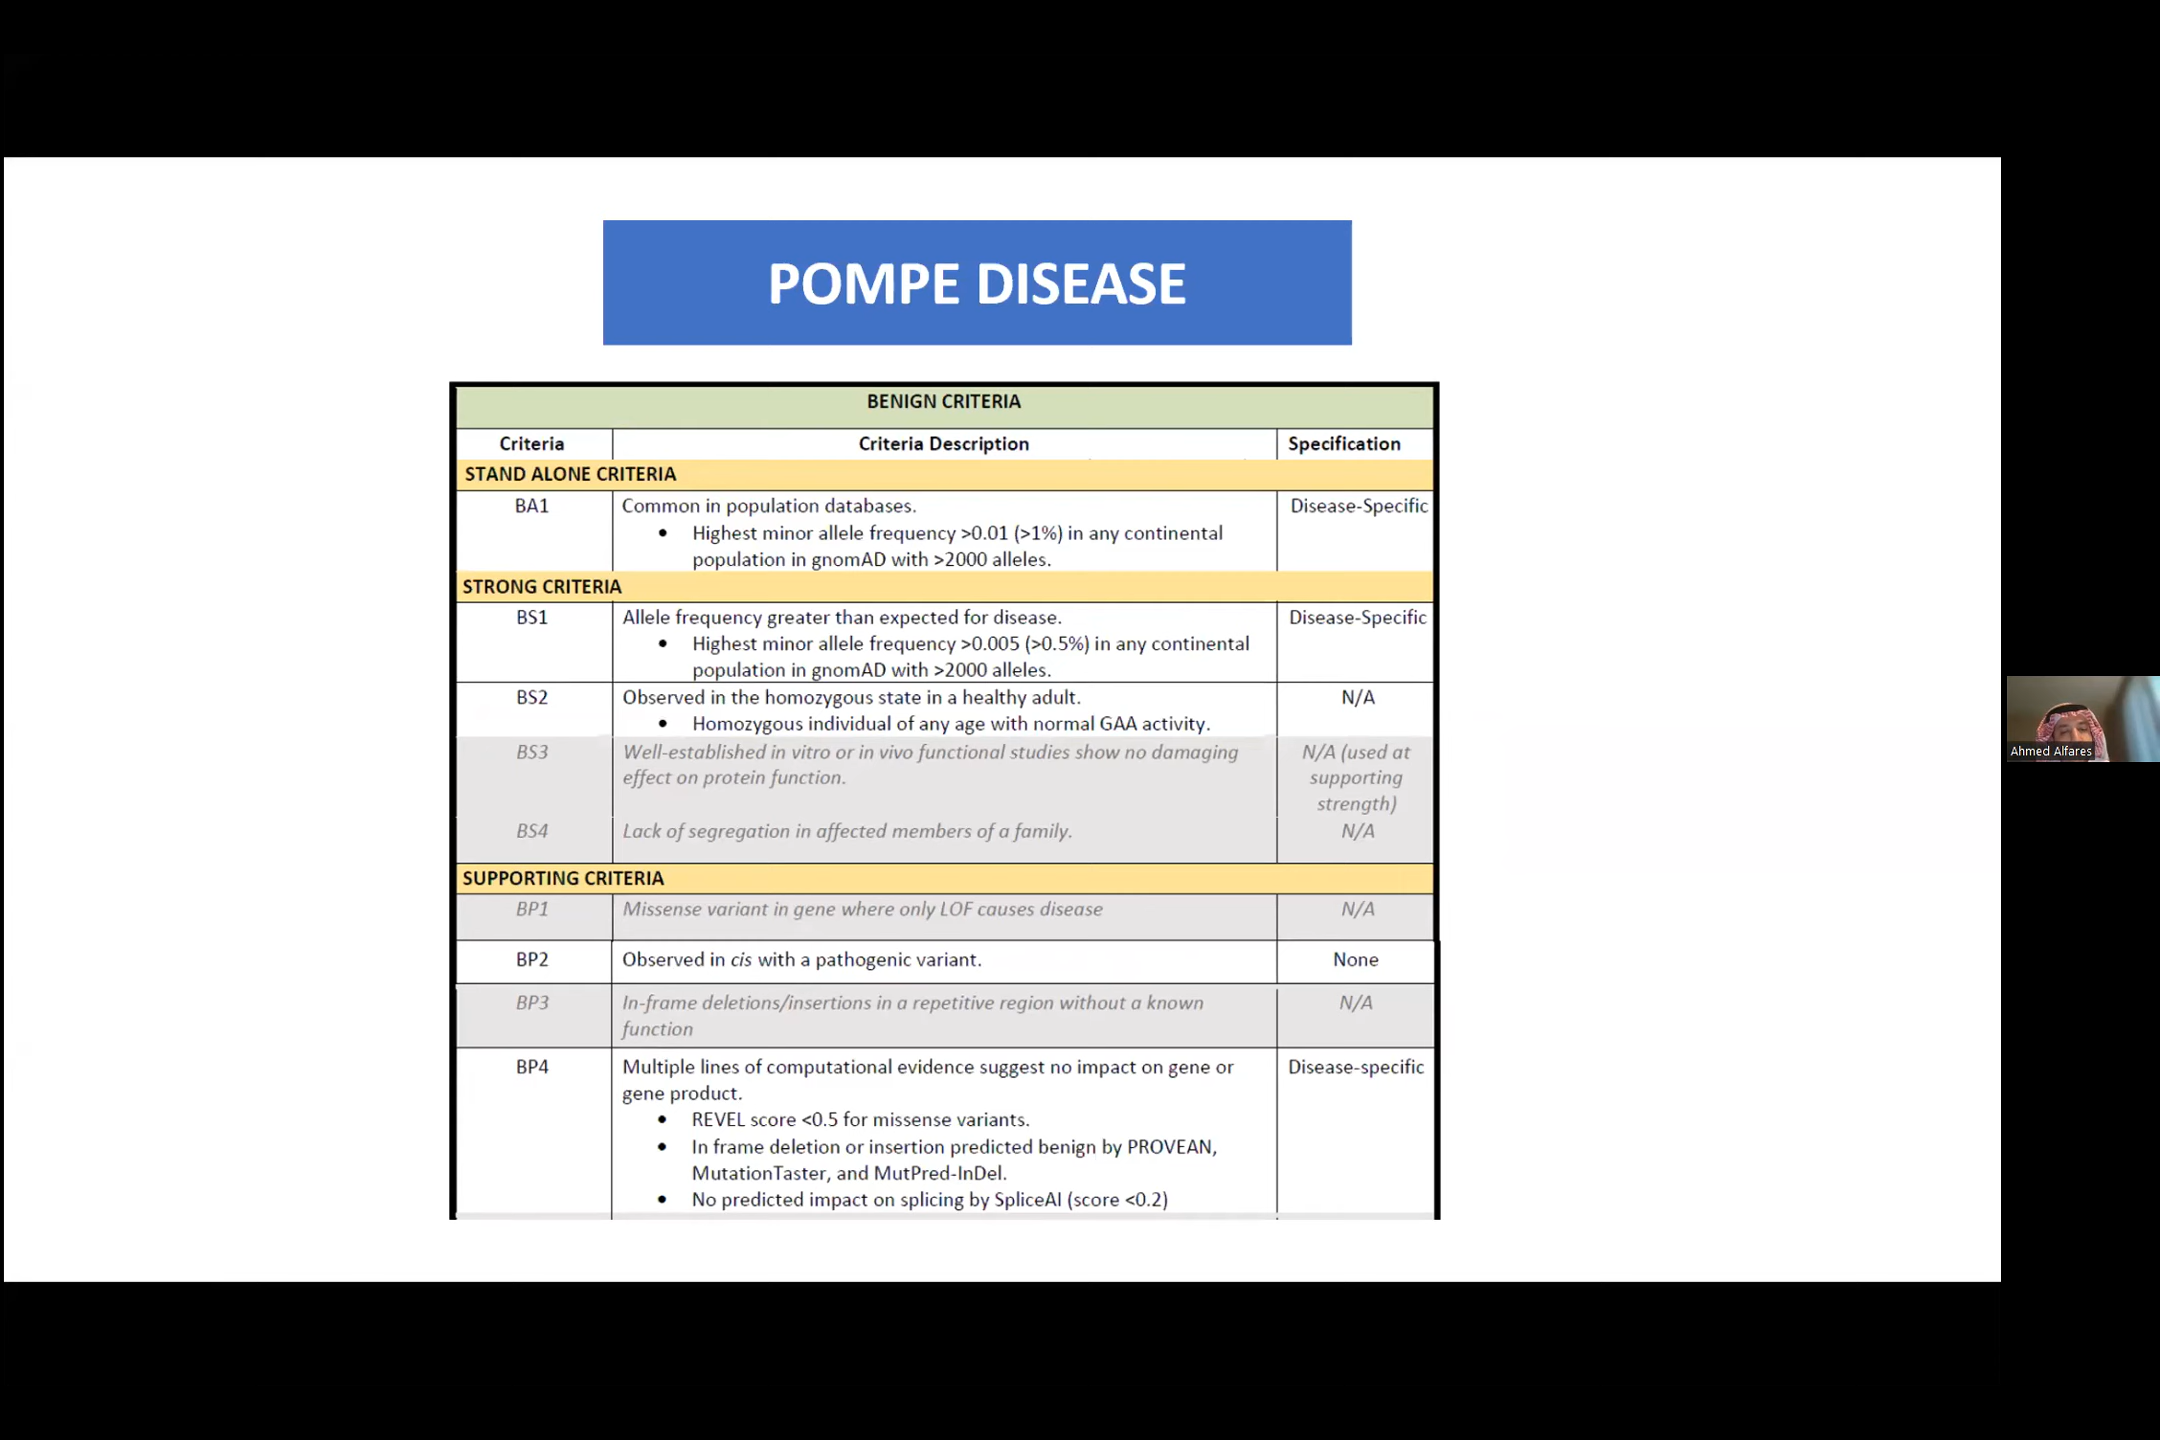 POMPE DISEASE
BENIGN CRITERIA
Criteria Criteria Description Specification
STAND ALONE CRITERIA
BA1 Common in population databases. Disease-Specific
• Highest minor allele frequency >0.01 (>1%) in any continental
population in gnomAD with >2000 alleles.
STRONG CRITERIA
BS1 Allele frequency greater than expected for disease. Disease-Specific
• Highest minor allele frequency >0.005 (>0.5%) in any continental
population in gnomAD with >2000 alleles.
BS2 Observed in the homozygous state in a healthy adult. N/A
• Homozygous individual of any age with normal GAA activity.
BS3 Well-established in vitro or in vivo functional studies show no damaging N/A (used at
effect on protein function. supporting
strength)
BS4 Lack of segregation in affected members of a family. N/A
SUPPORTING CRITERIA
BP1 Missense variant in gene where only LOF causes disease N/A
BP2 Observed in cis with a pathogenic variant. None
BP3 In-frame deletions/insertions in a repetitive region without a known N/A
function
BP4 Multiple lines of computational evidence suggest no impact on gene or Disease-specific
gene product.
• REVEL score <0.5 for missense variants.
• In frame deletion or insertion predicted benign by PROVEAN,
MutationTaster, and MutPred-InDel.
• No predicted impact on splicing by SpliceAI (score <0.2)
Ahmed Alfares